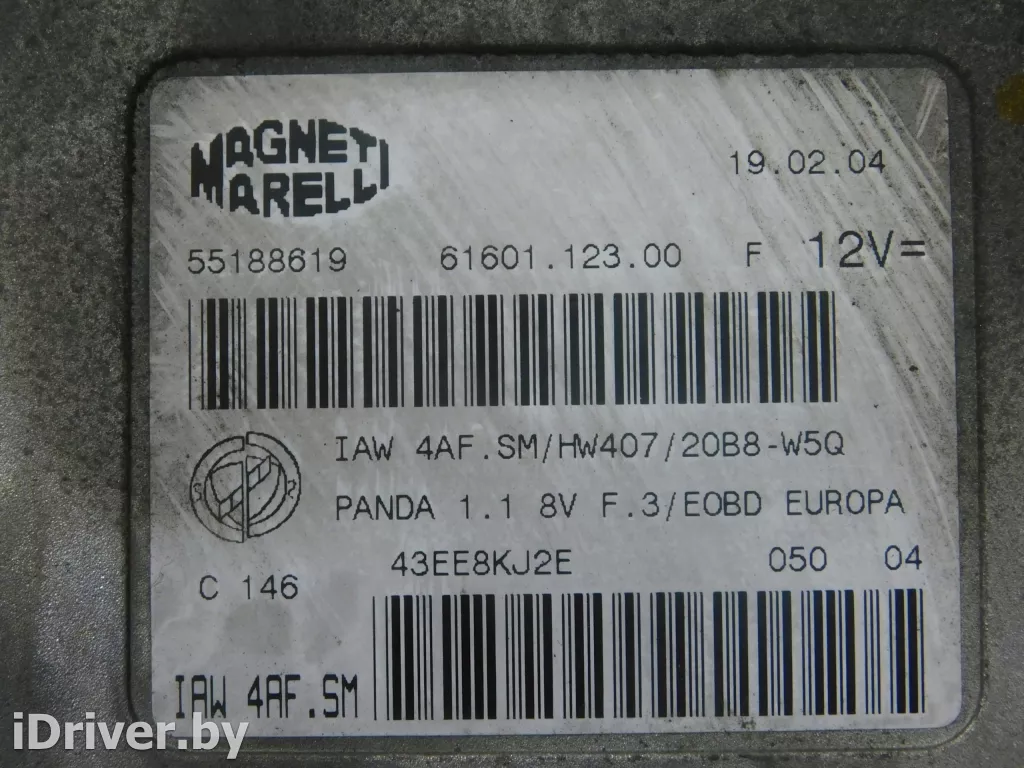 MAGNETI
MARELLI
19.02.04
55188619 61601.123.00 F 12V=
IAW 4AF.SM/HW407/20B8-W5Q
PANDA 1.1 8V F.3/EOBD EUROPA
43EE8KJ2E 050 04
C 146
IAW 4AF.SM
iDriver.by